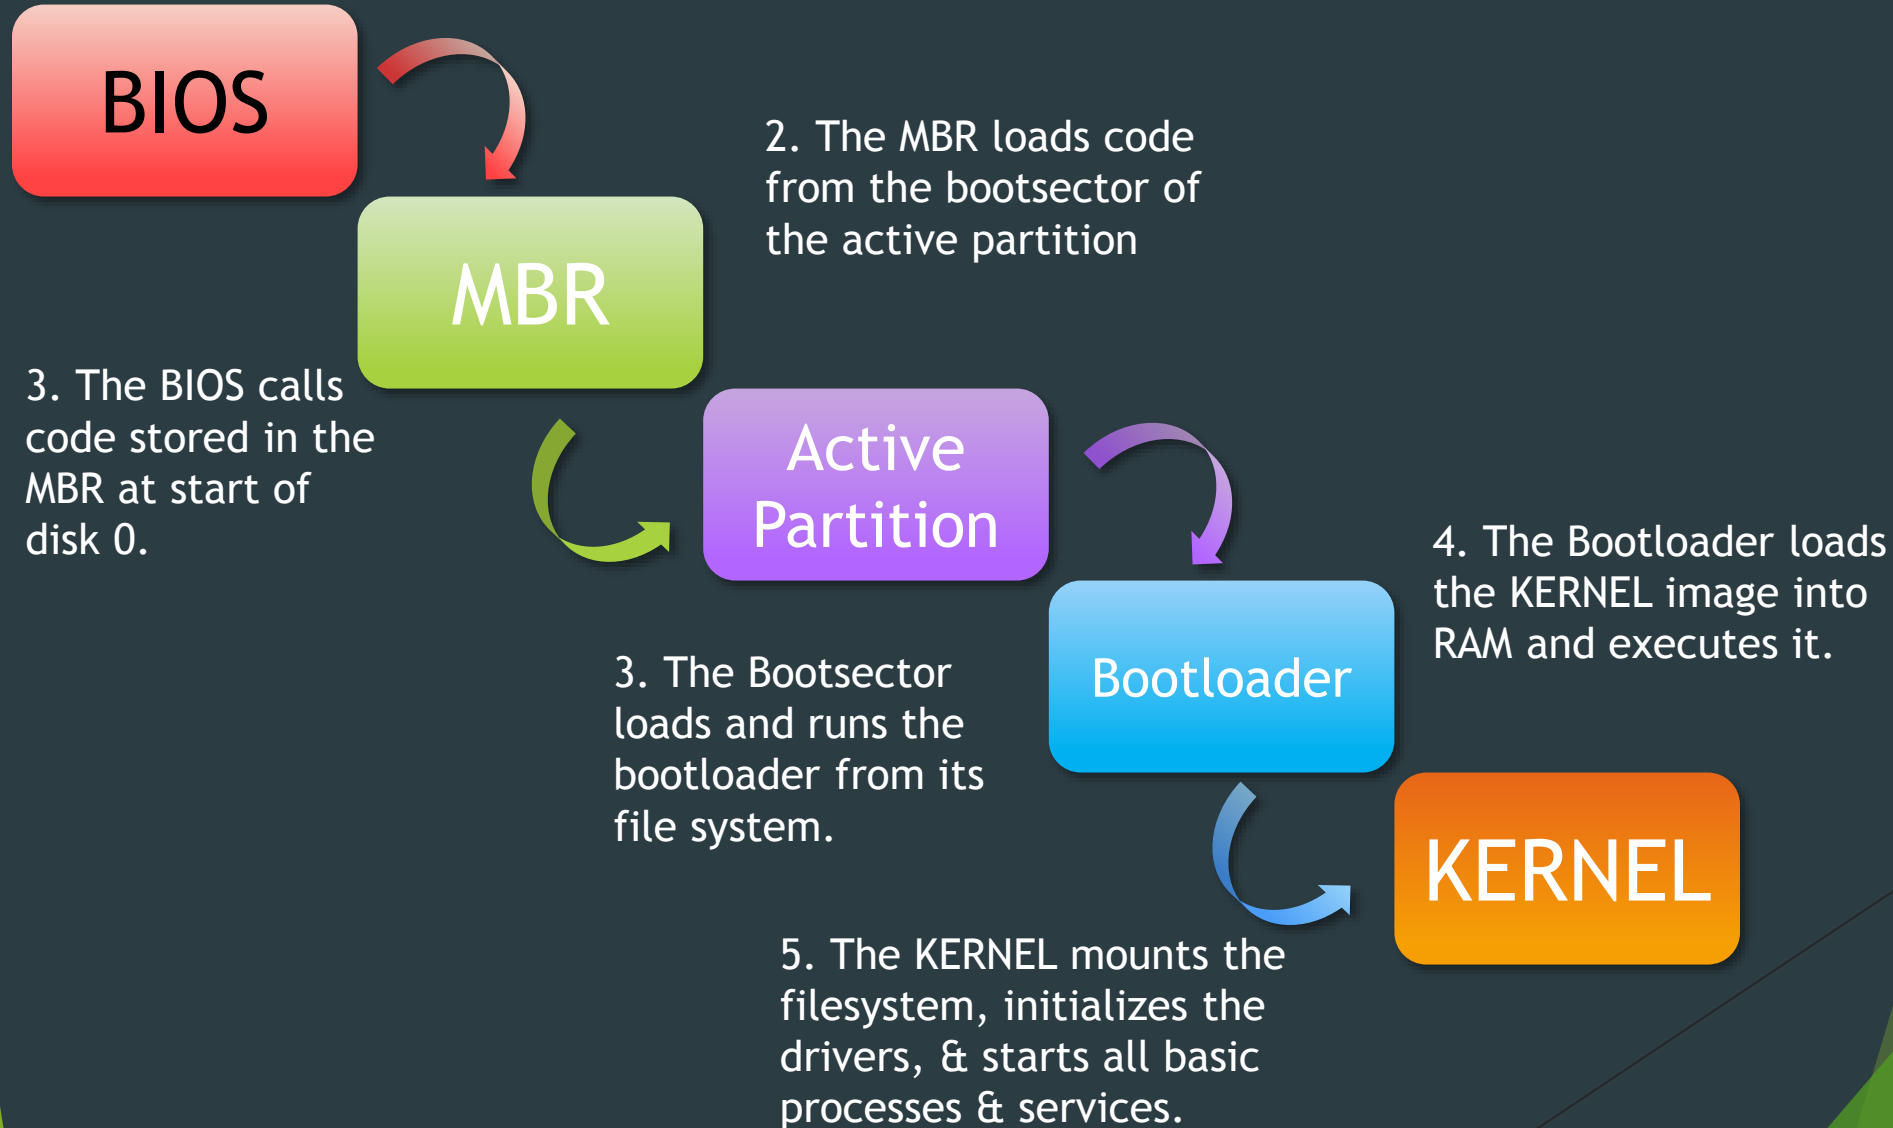 BIOS
2. The MBR loads code
from the bootsector of
the active partition
MBR
3. The BIOS calls
code stored in the
MBR at start of
disk 0.
Active
Partition
4. The Bootloader loads
the KERNEL image into
RAM and executes it.
3. The Bootsector
loads and runs the
bootloader from its
file system.
Bootloader
KERNEL
5. The KERNEL mounts the
filesystem, initializes the
drivers, & starts all basic
processes & services.